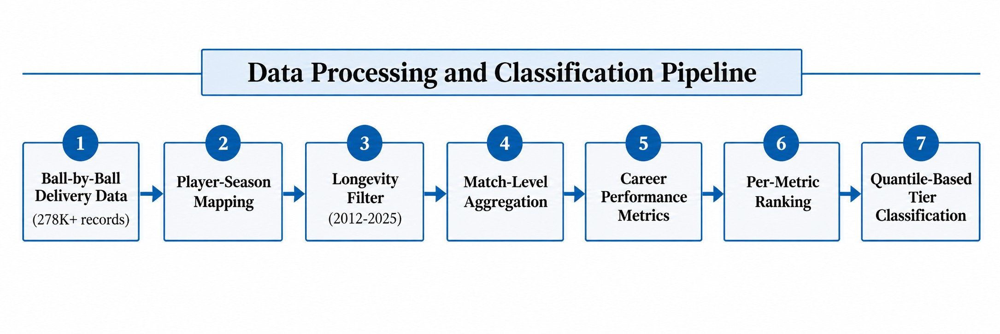 Data Processing and Classification Pipeline
1
Ball-by-Ball
Delivery Data
(278K+ records)
2
Player-Season
Mapping
3
Longevity
Filter
(2012-2025)
4
Match-Level
Aggregation
5
Career
Performance
Metrics
6
Per-Metric
Ranking
7
Quantile-Based
Tier
Classification